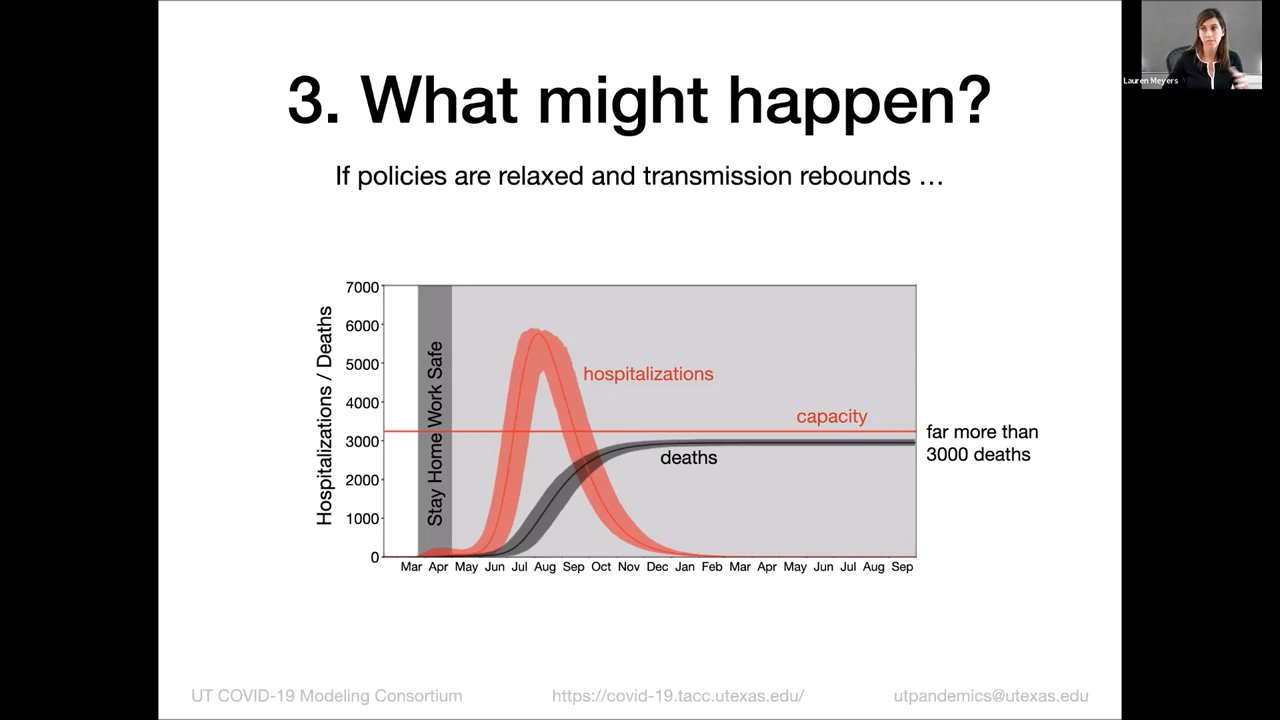 3. What might happen?
If policies are relaxed and transmission rebounds …
Lauren Meyers
Hospitalizations / Deaths
7000
6000
5000
4000
3000
2000
1000
0
Stay Home Work Safe
hospitalizations
capacity
deaths
far more than
3000 deaths
Mar Apr May Jun Jul Aug Sep Oct Nov Dec Jan Feb Mar Apr May Jun Jul Aug Sep
UT COVID-19 Modeling Consortium https://covid-19.tacc.utexas.edu/ utpandemics@utexas.edu